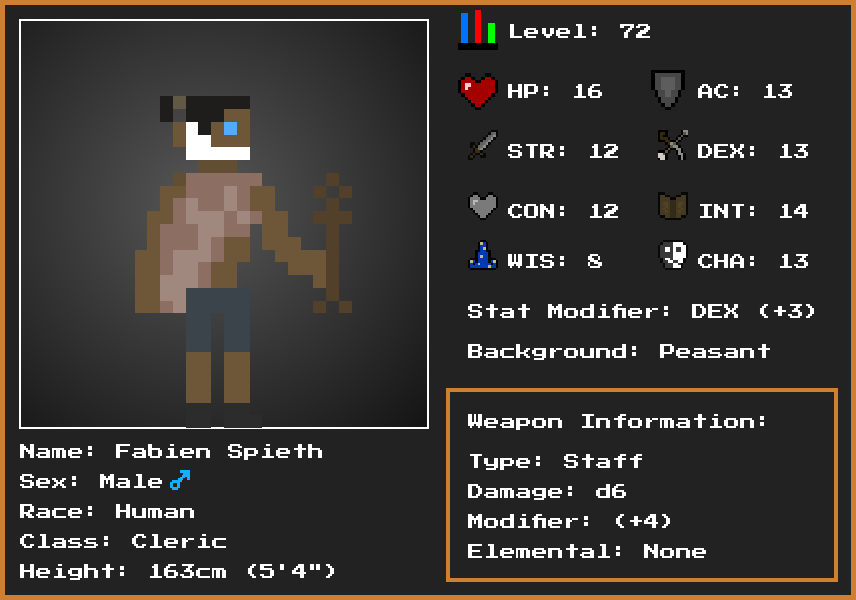 Level: 72
HP: 16
AC: 13
STR: 12
DEX: 13
CON: 12
INT: 14
WIS: 8
CHA: 13
Stat Modifier: DEX (+3)
Background: Peasant
Weapon Information:
Type: Staff
Damage: d6
Modifier: (+4)
Elemental: None
Name: Fabien Spieth
Sex: Male♂
Race: Human
Class: Cleric
Height: 163cm (5'4")